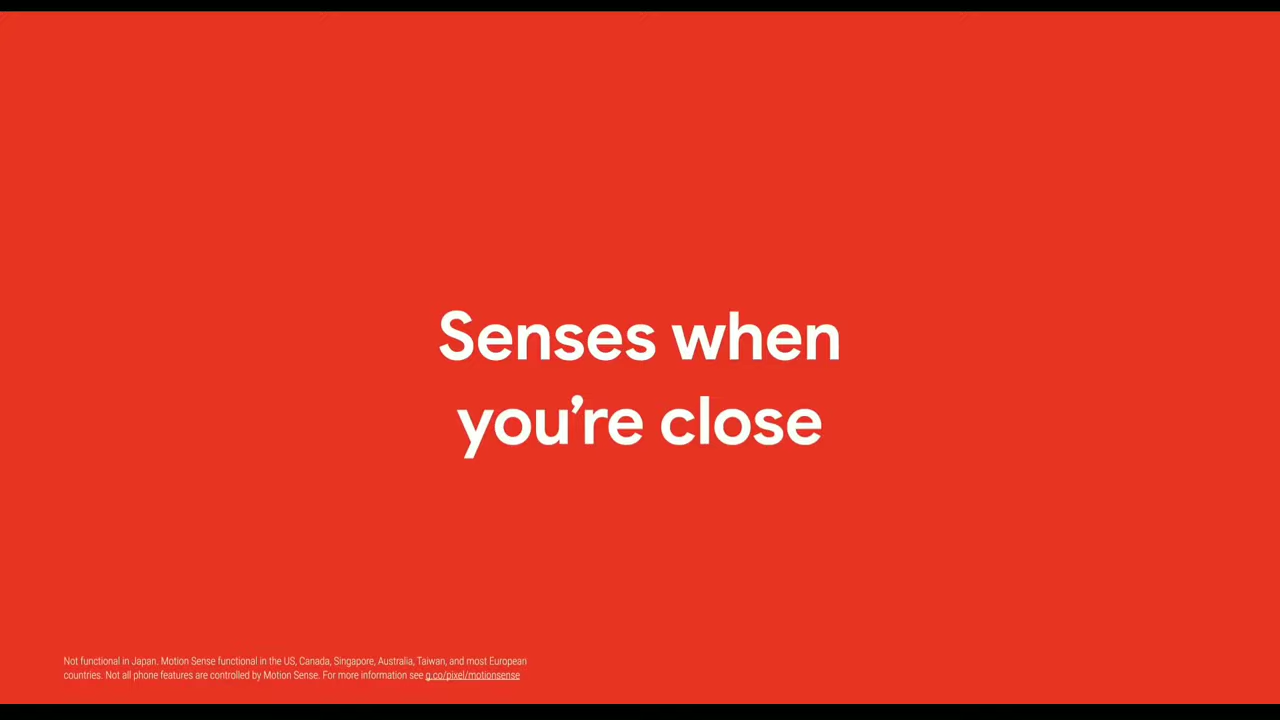 Senses when
you’re close
Not functional in Japan. Motion Sense functional in the US, Canada, Singapore, Australia, Taiwan, and most European
countries. Not all phone features are controlled by Motion Sense. For more information see g.co/pixel/motionsense